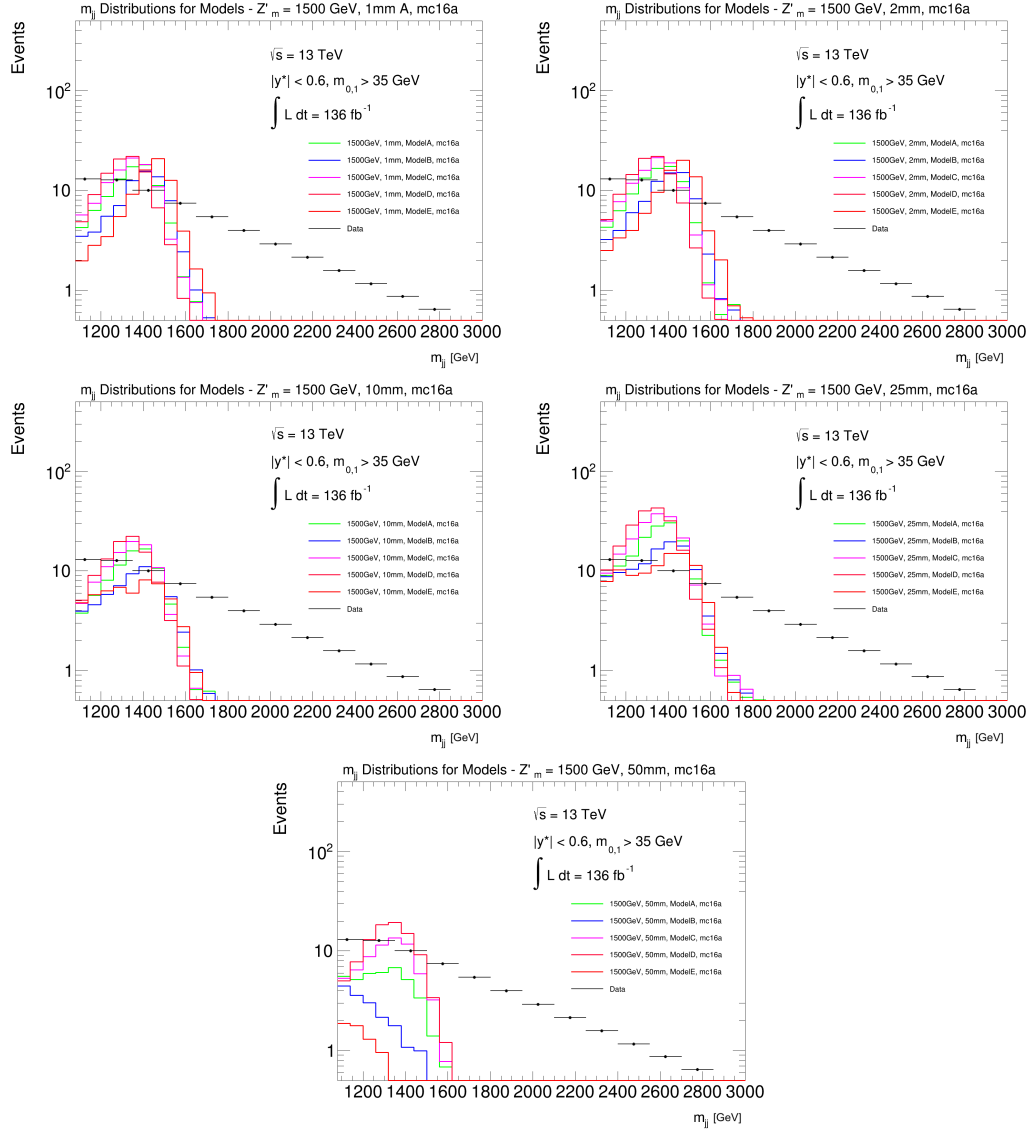 m_jj Distributions for Models - Z'_m = 1500 GeV, 1mm A, mc16a
Events
√s = 13 TeV
|y*| < 0.6, m_0,1 > 35 GeV
∫ L dt = 136 fb^-1
1500GeV, 1mm, ModelA, mc16a
1500GeV, 1mm, ModelB, mc16a
1500GeV, 1mm, ModelC, mc16a
1500GeV, 1mm, ModelD, mc16a
1500GeV, 1mm, ModelE, mc16a
Data
10^2
10
1
1200 1400 1600 1800 2000 2200 2400 2600 2800 3000
m_jj [GeV]
m_jj Distributions for Models - Z'_m = 1500 GeV, 2mm, mc16a
Events
√s = 13 TeV
|y*| < 0.6, m_0,1 > 35 GeV
∫ L dt = 136 fb^-1
1500GeV, 2mm, ModelA, mc16a
1500GeV, 2mm, ModelB, mc16a
1500GeV, 2mm, ModelC, mc16a
1500GeV, 2mm, ModelD, mc16a
1500GeV, 2mm, ModelE, mc16a
Data
10^2
10
1
1200 1400 1600 1800 2000 2200 2400 2600 2800 3000
m_jj [GeV]
m_jj Distributions for Models - Z'_m = 1500 GeV, 10mm, mc16a
Events
√s = 13 TeV
|y*| < 0.6, m_0,1 > 35 GeV
∫ L dt = 136 fb^-1
1500GeV, 10mm, ModelA, mc16a
1500GeV, 10mm, ModelB, mc16a
1500GeV, 10mm, ModelC, mc16a
1500GeV, 10mm, ModelD, mc16a
1500GeV, 10mm, ModelE, mc16a
Data
10^2
10
1
1200 1400 1600 1800 2000 2200 2400 2600 2800 3000
m_jj [GeV]
m_jj Distributions for Models - Z'_m = 1500 GeV, 25mm, mc16a
Events
√s = 13 TeV
|y*| < 0.6, m_0,1 > 35 GeV
∫ L dt = 136 fb^-1
1500GeV, 25mm, ModelA, mc16a
1500GeV, 25mm, ModelB, mc16a
1500GeV, 25mm, ModelC, mc16a
1500GeV, 25mm, ModelD, mc16a
1500GeV, 25mm, ModelE, mc16a
Data
10^2
10
1
1200 1400 1600 1800 2000 2200 2400 2600 2800 3000
m_jj [GeV]
m_jj Distributions for Models - Z'_m = 1500 GeV, 50mm, mc16a
Events
√s = 13 TeV
|y*| < 0.6, m_0,1 > 35 GeV
∫ L dt = 136 fb^-1
1500GeV, 50mm, ModelA, mc16a
1500GeV, 50mm, ModelB, mc16a
1500GeV, 50mm, ModelC, mc16a
1500GeV, 50mm, ModelD, mc16a
1500GeV, 50mm, ModelE, mc16a
Data
10^2
10
1
1200 1400 1600 1800 2000 2200 2400 2600 2800 3000
m_jj [GeV]